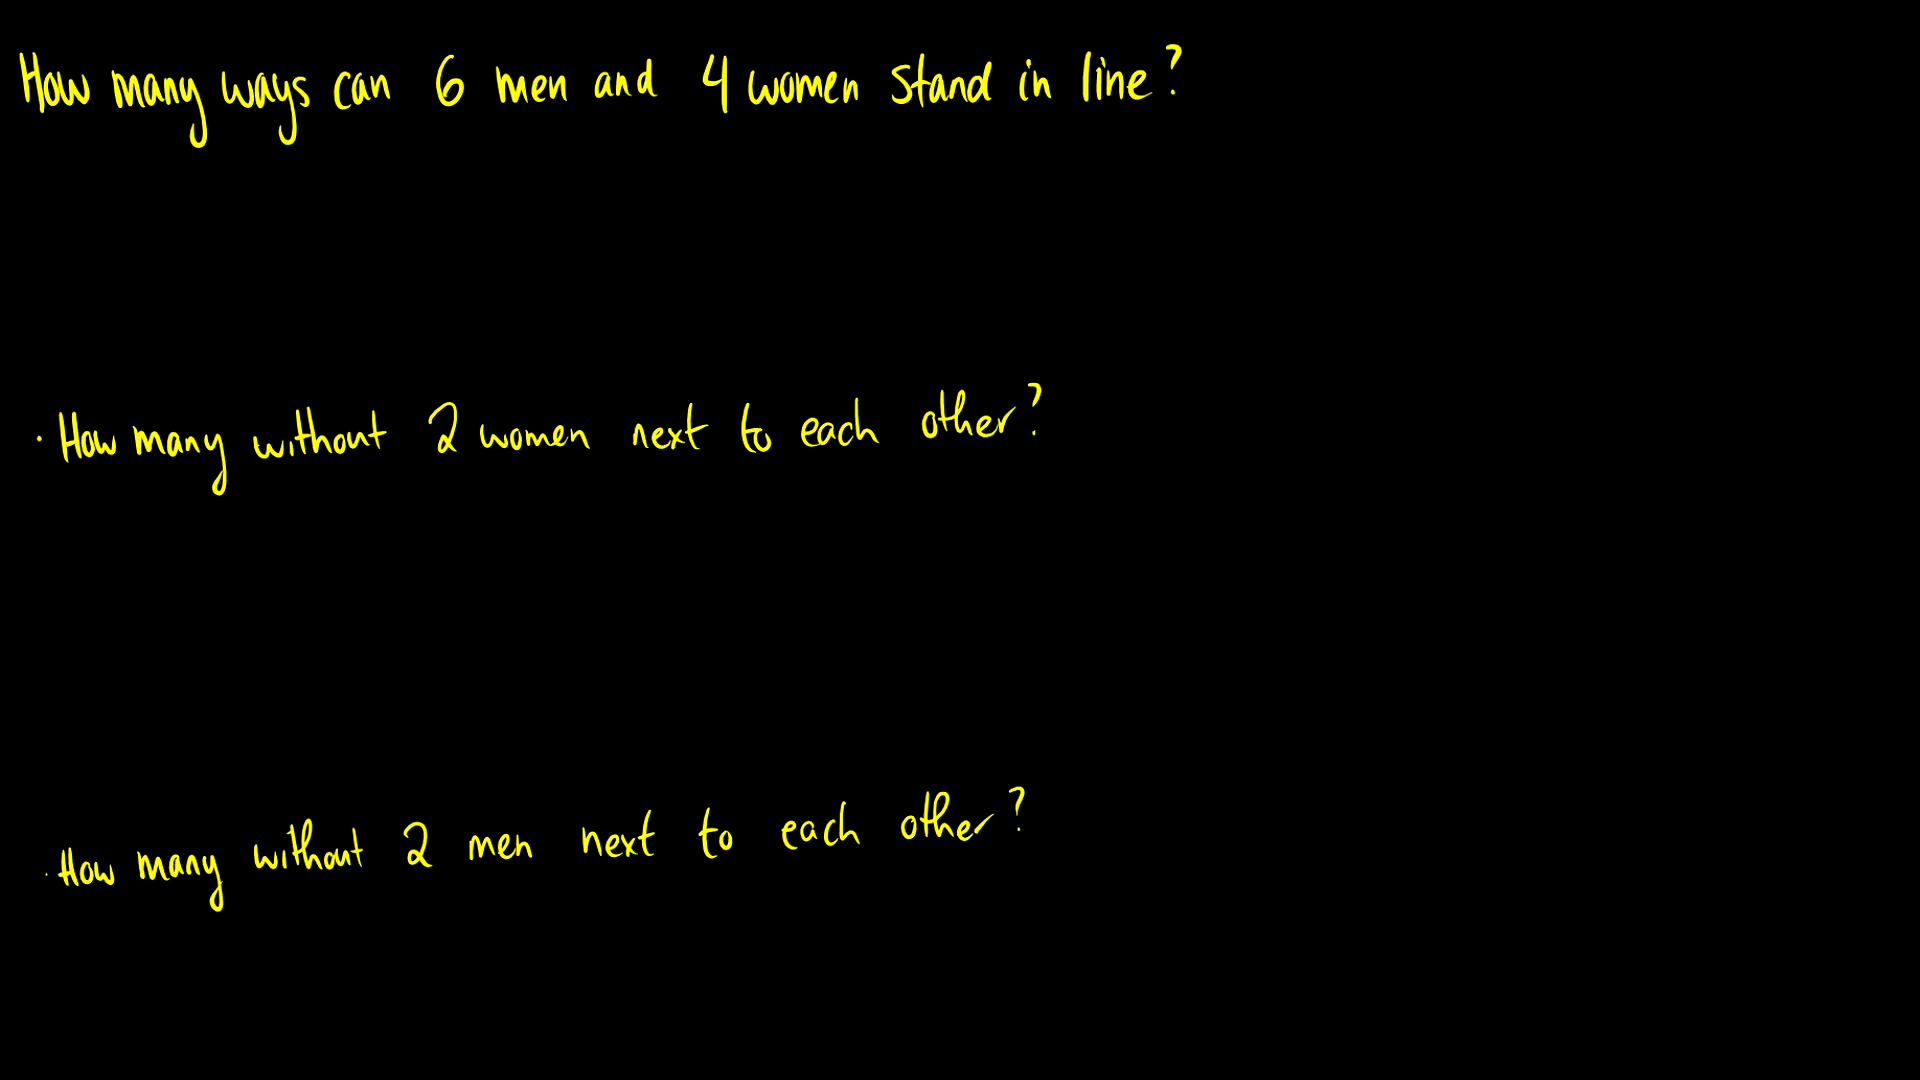 How many ways can 6 men and 4 women stand in line?
· How many without 2 women next to each other?
· How many without 2 men next to each other?